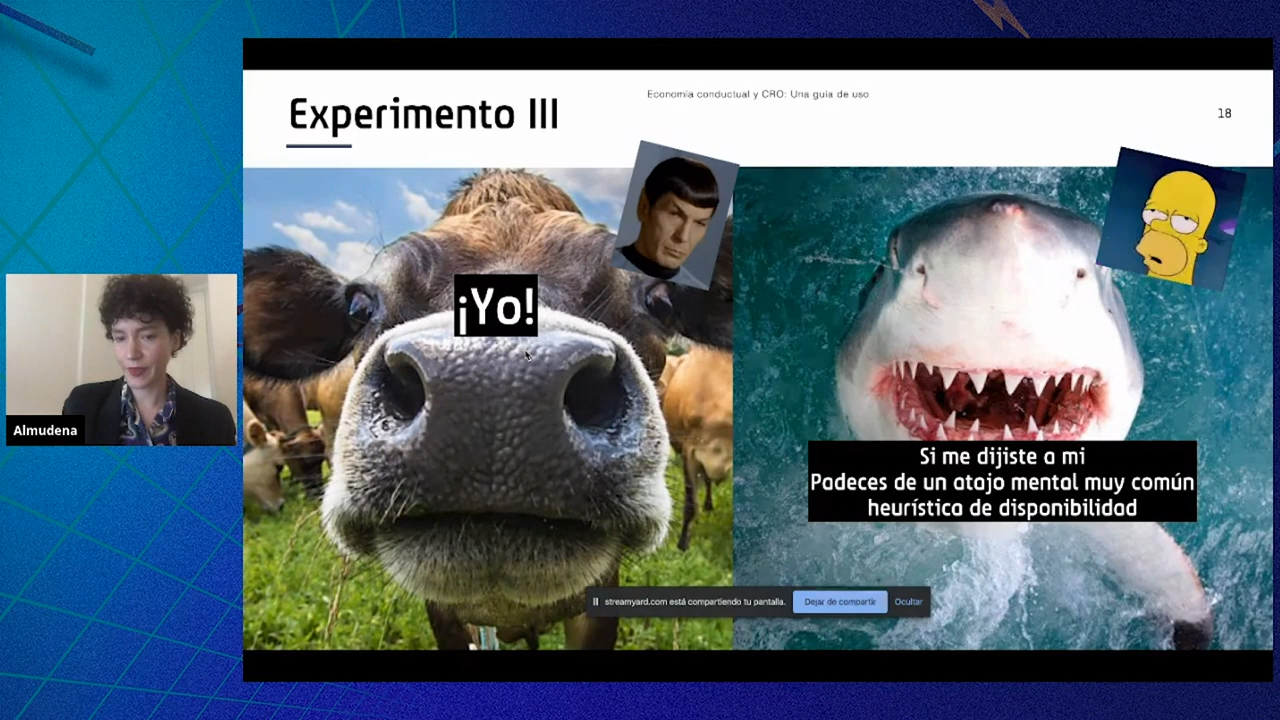 Economía conductual y CRO: Una guía de uso
Experimento III
18
¡Yo!
Almudena
Si me dijiste a mi
Padeces de un atajo mental muy común
heurística de disponibilidad
streamyard.com está compartiendo tu pantalla.
Dejar de compartir
Ocultar